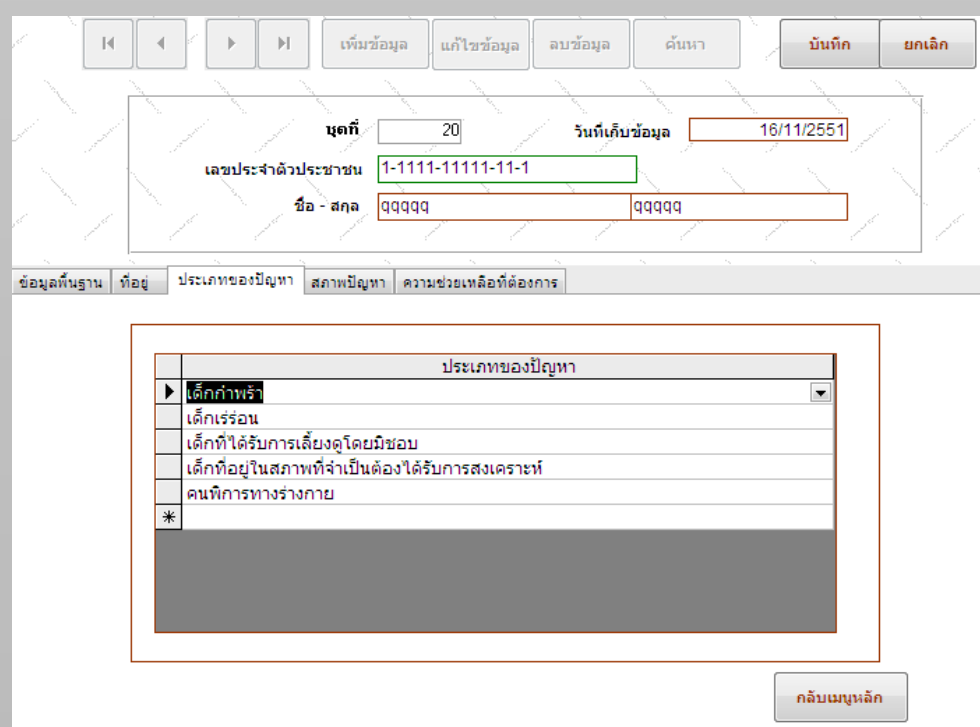 เพิ่มข้อมูล แก้ไขข้อมูล ลบข้อมูล ค้นหา บันทึก ยกเลิก
ชุดที่ 20 วันที่เก็บข้อมูล 16/11/2551
เลขประจำตัวประชาชน 1-1111-11111-11-1
ชื่อ - สกุล qqqqq qqqqq
ข้อมูลพื้นฐาน ที่อยู่ ประเภทของปัญหา สภาพปัญหา ความช่วยเหลือที่ต้องการ
ประเภทของปัญหา
เด็กกำพร้า
เด็กเร่ร่อน
เด็กที่ได้รับการเลี้ยงดูโดยมิชอบ
เด็กที่อยู่ในสภาพที่จำเป็นต้องได้รับการสงเคราะห์
คนพิการทางร่างกาย
กลับเมนูหลัก